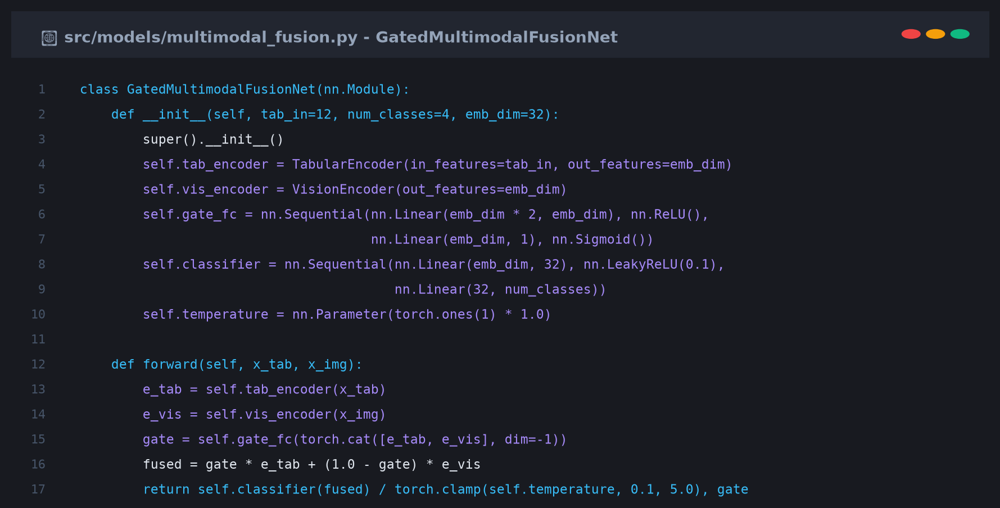 src/models/multimodal_fusion.py - GatedMultimodalFusionNet
1 class GatedMultimodalFusionNet(nn.Module):
2     def __init__(self, tab_in=12, num_classes=4, emb_dim=32):
3         super().__init__()
4         self.tab_encoder = TabularEncoder(in_features=tab_in, out_features=emb_dim)
5         self.vis_encoder = VisionEncoder(out_features=emb_dim)
6         self.gate_fc = nn.Sequential(nn.Linear(emb_dim * 2, emb_dim), nn.ReLU(),
7                                      nn.Linear(emb_dim, 1), nn.Sigmoid())
8         self.classifier = nn.Sequential(nn.Linear(emb_dim, 32), nn.LeakyReLU(0.1),
9                                         nn.Linear(32, num_classes))
10         self.temperature = nn.Parameter(torch.ones(1) * 1.0)
11
12     def forward(self, x_tab, x_img):
13         e_tab = self.tab_encoder(x_tab)
14         e_vis = self.vis_encoder(x_img)
15         gate = self.gate_fc(torch.cat([e_tab, e_vis], dim=-1))
16         fused = gate * e_tab + (1.0 - gate) * e_vis
17         return self.classifier(fused) / torch.clamp(self.temperature, 0.1, 5.0), gate